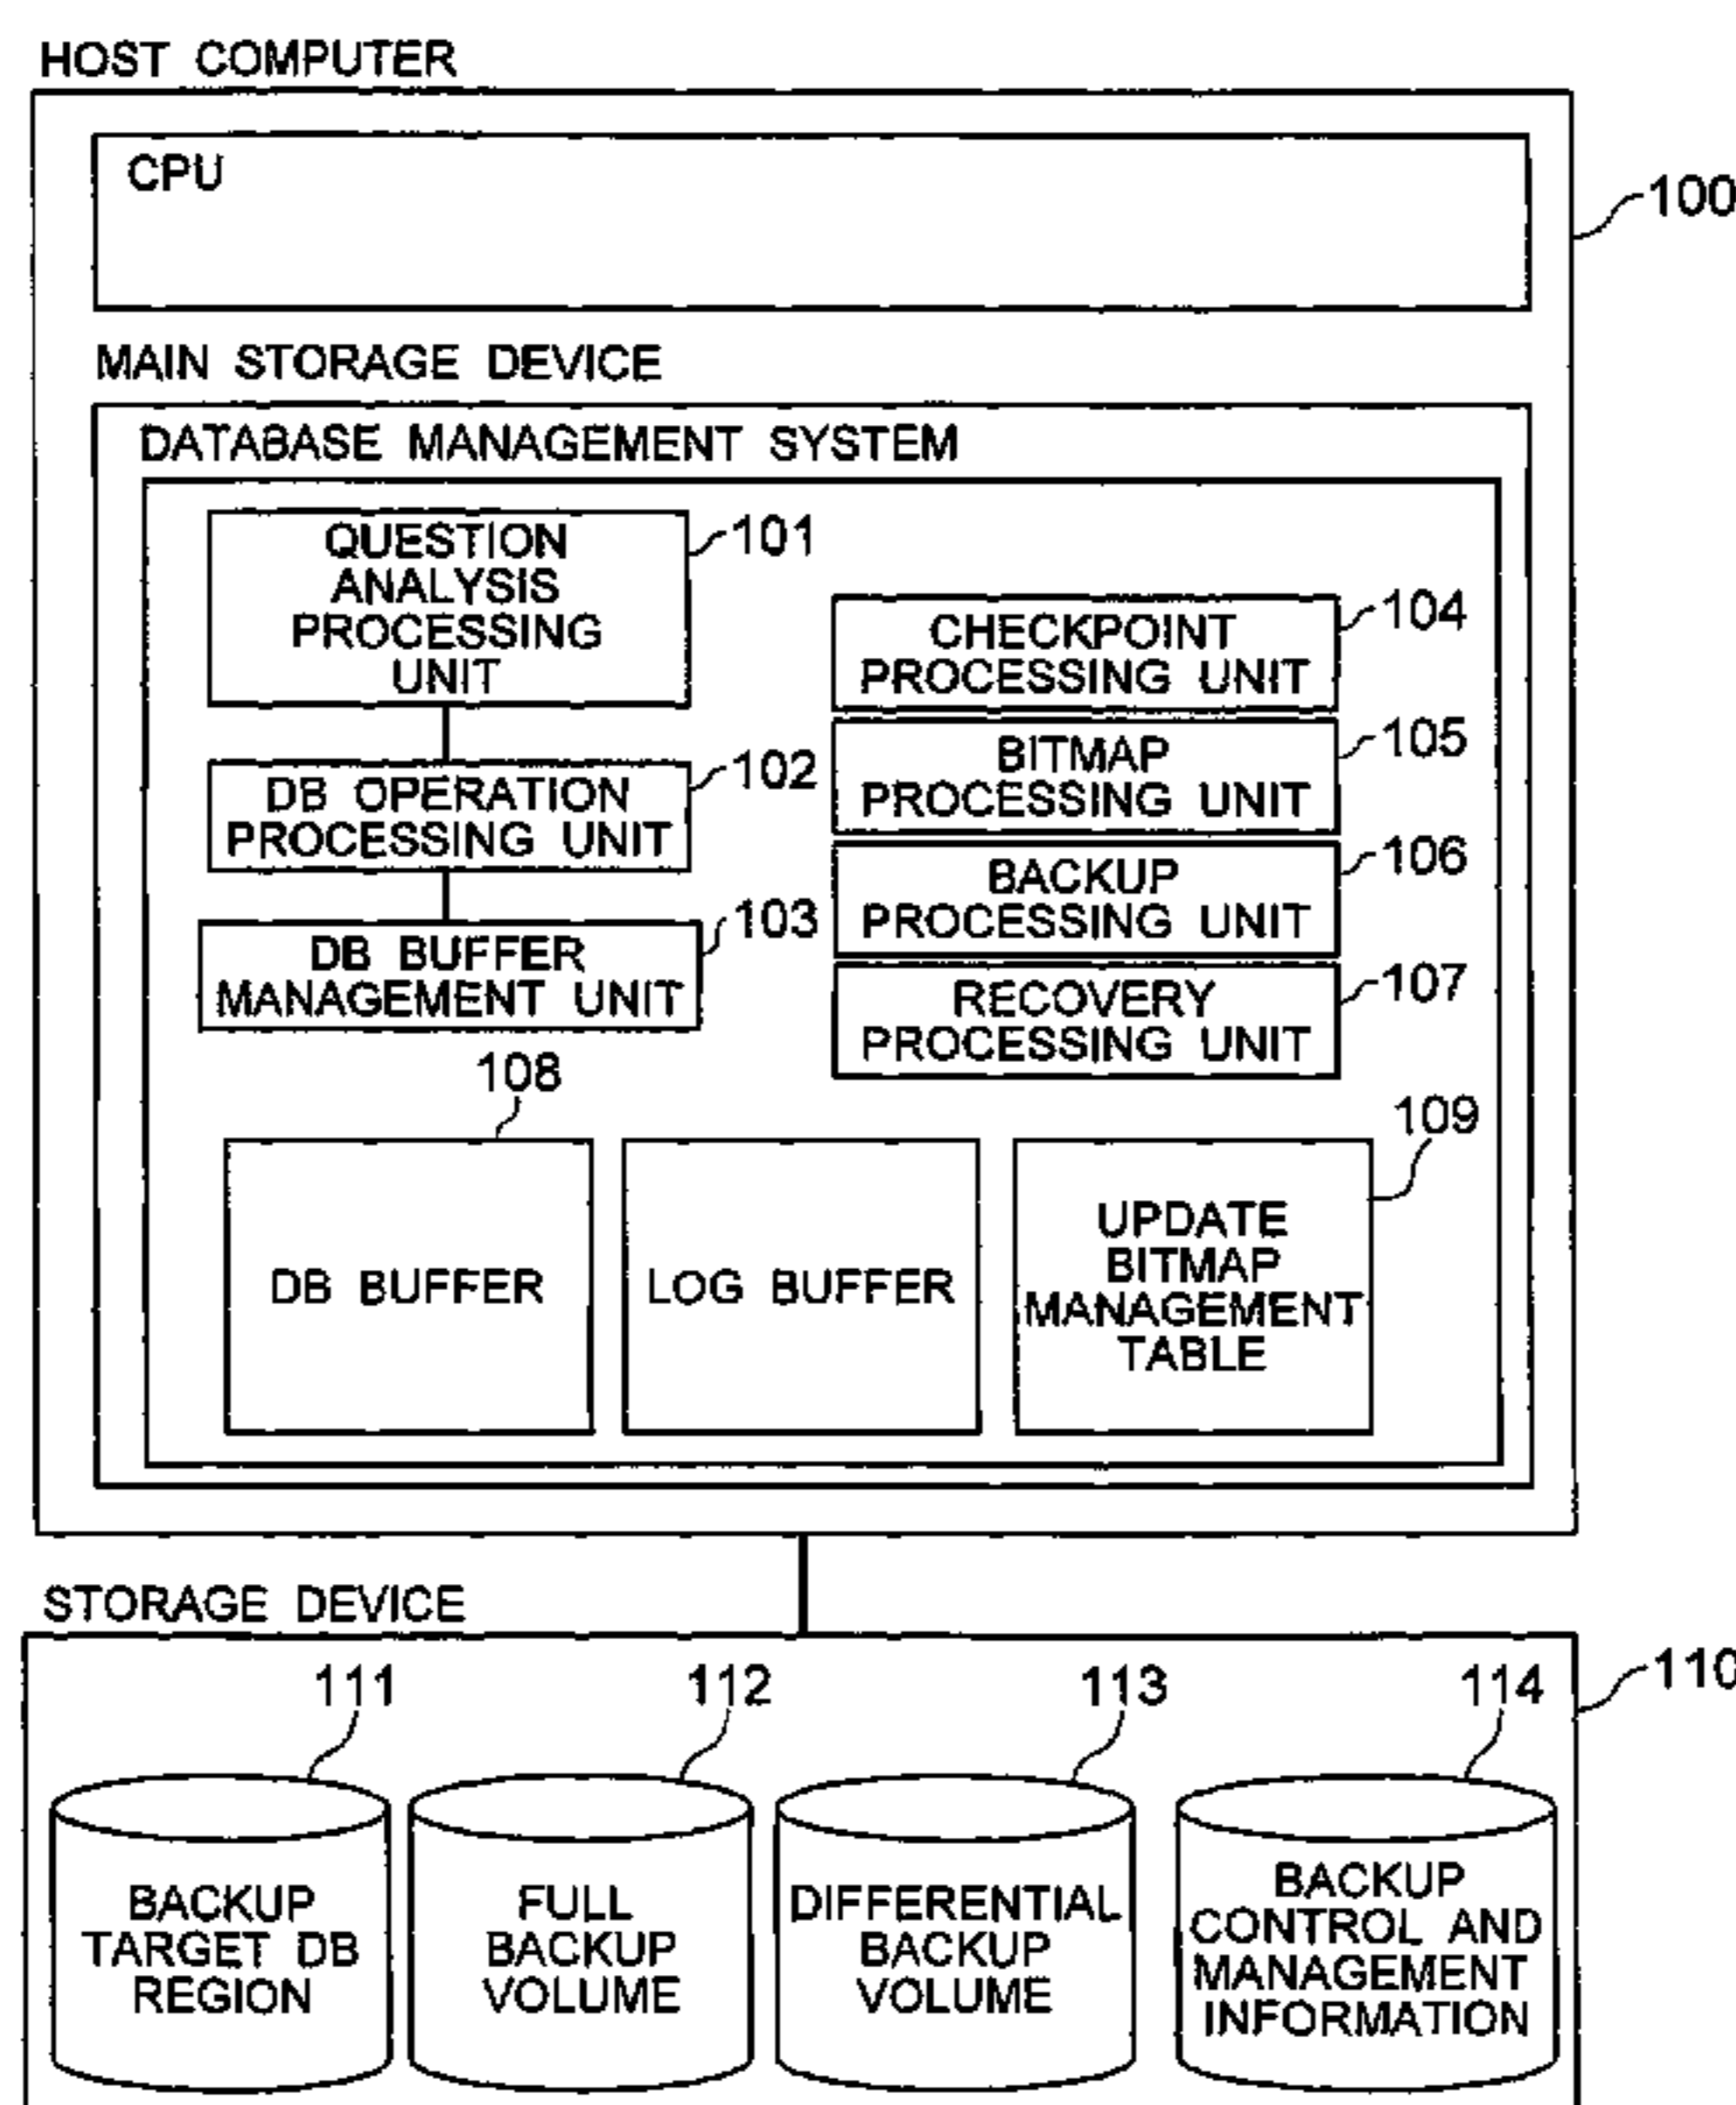 HOST COMPUTER
CPU
100
MAIN STORAGE DEVICE
DATABASE MANAGEMENT SYSTEM
QUESTION
ANALYSIS
PROCESSING
UNIT
101
DB OPERATION
PROCESSING UNIT
102
DB BUFFER
MANAGEMENT UNIT
103
CHECKPOINT
PROCESSING UNIT
104
BITMAP
PROCESSING UNIT
105
BACKUP
PROCESSING UNIT
106
RECOVERY
PROCESSING UNIT
107
108
DB BUFFER
LOG BUFFER
109
UPDATE
BITMAP
MANAGEMENT
TABLE
STORAGE DEVICE
110
111
BACKUP
TARGET DB
REGION
112
FULL
BACKUP
VOLUME
113
DIFFERENTIAL
BACKUP
VOLUME
114
BACKUP
CONTROL AND
MANAGEMENT
INFORMATION